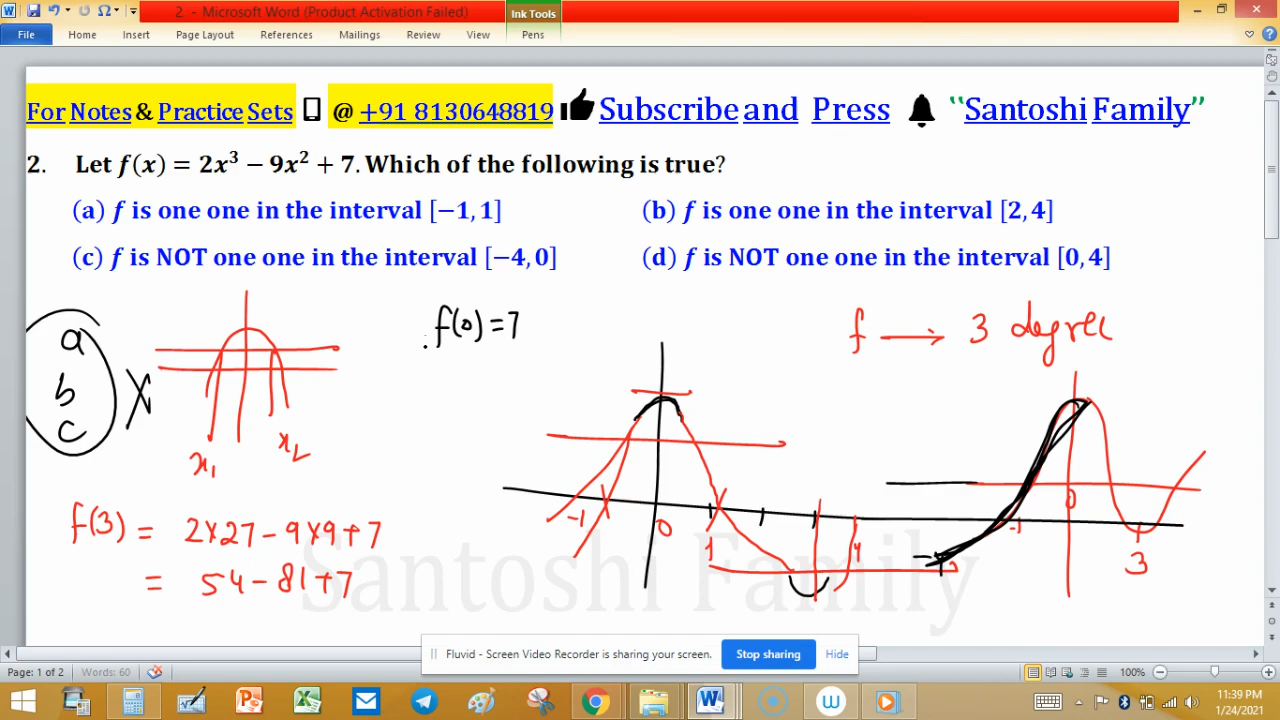 2. - Microsoft Word (Product Activation Failed)
Ink Tools
File Home Insert Page Layout References Mailings Review View Pens
For Notes & Practice Sets @ +91 8130648819 Subscribe and Press "Santoshi Family"
2. Let f(x) = 2x³ − 9x² + 7. Which of the following is true?
(a) f is one one in the interval [−1, 1]
(b) f is one one in the interval [2, 4]
(c) f is NOT one one in the interval [−4, 0]
(d) f is NOT one one in the interval [0, 4]
a
b
c
x₁
x₂
f(0) = 7
f ⟶ 3 degree
-1 0 1 4
0 -1 3
f(3) = 2×27 − 9×9 + 7
= 54 − 81 + 7
Santoshi Family
Fluvid - Screen Video Recorder is sharing your screen. Stop sharing Hide
Page: 1 of 2 Words: 60 100%
11:39 PM
1/24/2021